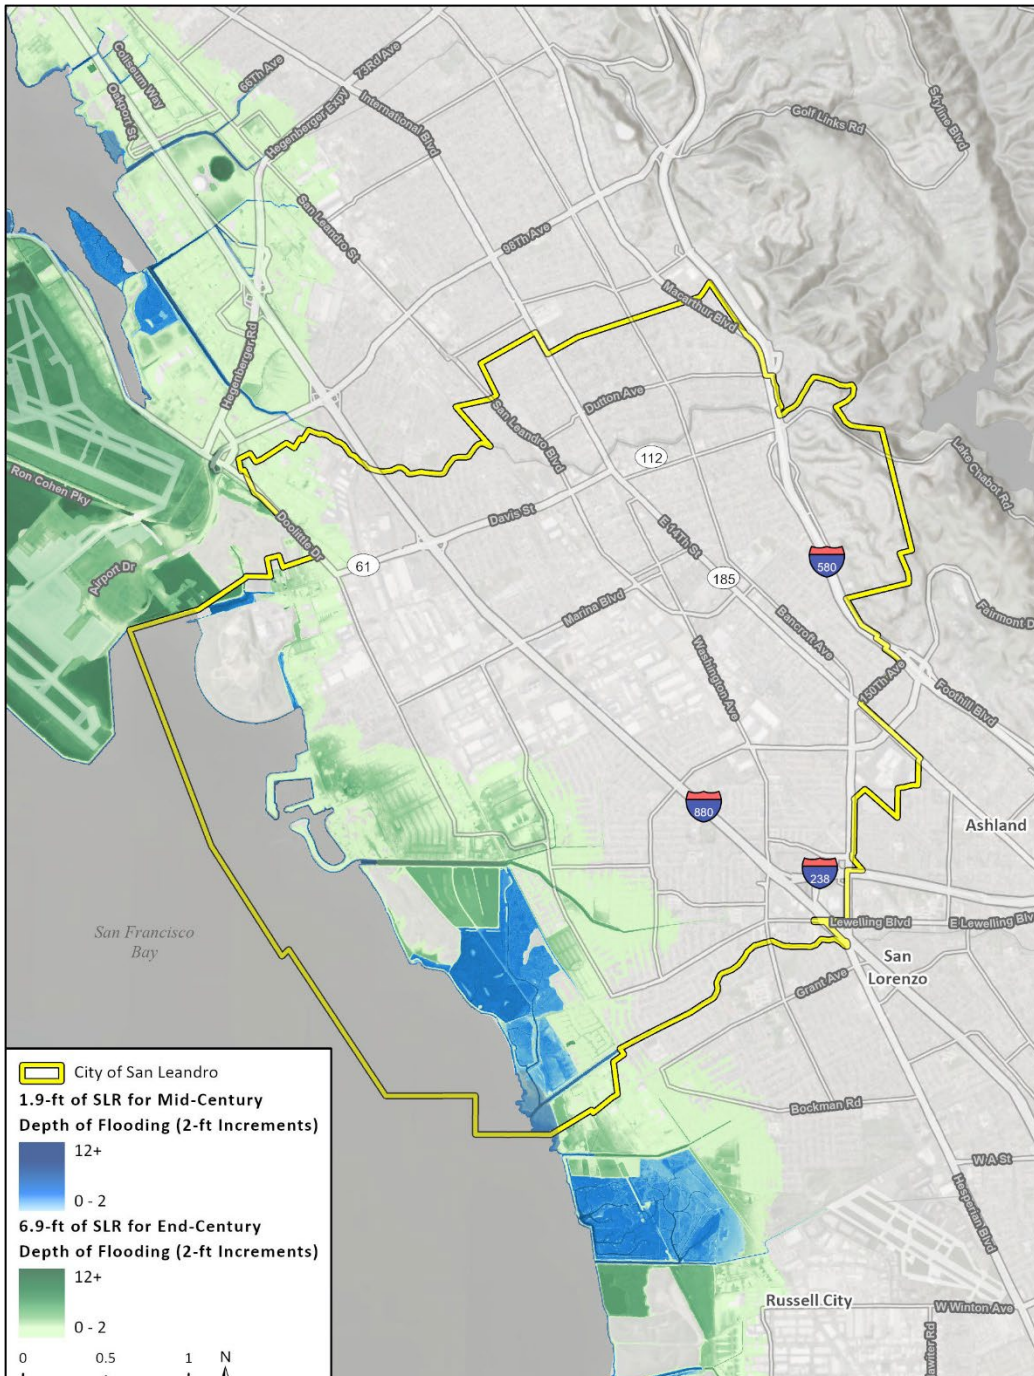 Coliseum Way
Oakport St
66Th Ave
73Rd Ave
Hegenberger Expy
International Blvd
Golf Links Rd
Skyline Blvd
San Leandro St
98Th Ave
Macarthur Blvd
Hegenberger Rd
Dutton Ave
San Leandro Blvd
112
Lake Chabot Rd
Ron Cohen Pky
Davis St
Doolittle Dr
E 14Th St
61
580
Airport Dr
185
Marina Blvd
Bancroft Ave
Fairmont D
Washington Ave
150Th Ave
Foothill Blvd
880
Ashland
238
Lewelling Blvd
E Lewelling Blv
San Francisco
Bay
San
Lorenzo
Grant Ave
Bockman Rd
W A St
Hesperian Blvd
Russell City
W Winton Ave
City of San Leandro
1.9-ft of SLR for Mid-Century
Depth of Flooding (2-ft Increments)
12+
0 - 2
6.9-ft of SLR for End-Century
Depth of Flooding (2-ft Increments)
12+
0 - 2
0 0.5 1 N